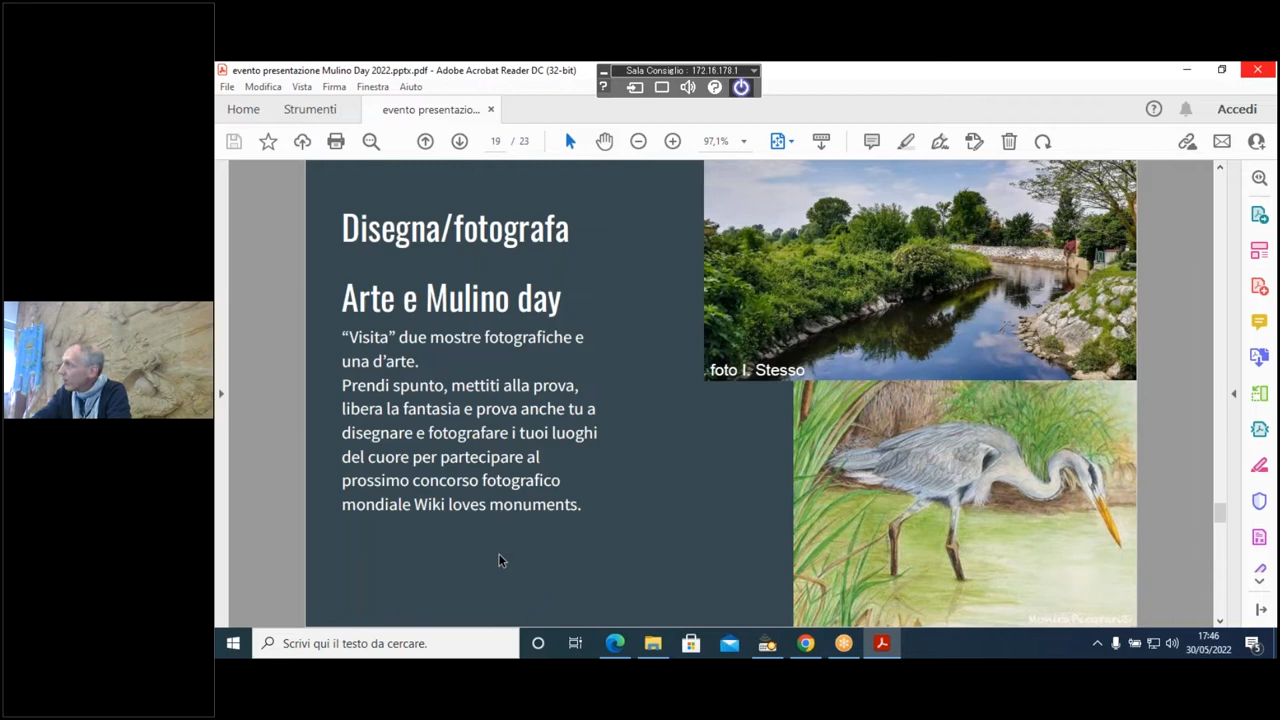 evento presentazione Mulino Day 2022.pptx.pdf - Adobe Acrobat Reader DC (32-bit)
Sala Consiglio : 172.16.178.1
File Modifica Vista Firma Finestra Aiuto
Home Strumenti evento presentazio... Accedi
19 / 23 97,1%
Disegna/fotografa
Arte e Mulino day
“Visita” due mostre fotografiche e
una d’arte.
Prendi spunto, mettiti alla prova,
libera la fantasia e prova anche tu a
disegnare e fotografare i tuoi luoghi
del cuore per partecipare al
prossimo concorso fotografico
mondiale Wiki loves monuments.
foto I. Stesso
Scrivi qui il testo da cercare.
17:46
30/05/2022
5